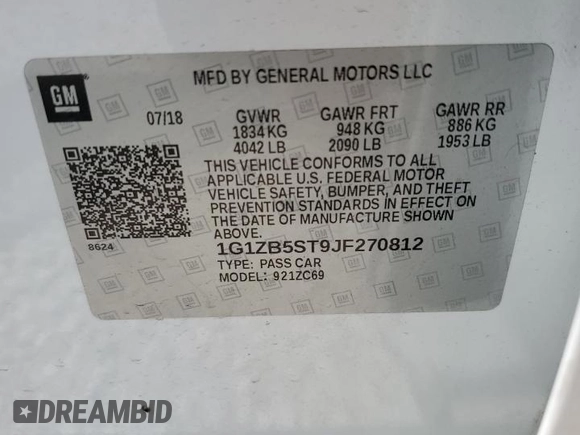 GM
MFD BY GENERAL MOTORS LLC
07/18
GVWR
1834 KG
4042 LB
GAWR FRT
948 KG
2090 LB
GAWR RR
886 KG
1953 LB
THIS VEHICLE CONFORMS TO ALL
APPLICABLE U.S. FEDERAL MOTOR
VEHICLE SAFETY, BUMPER, AND THEFT
PREVENTION STANDARDS IN EFFECT ON
THE DATE OF MANUFACTURE SHOWN
ABOVE.
8624
1G1ZB5ST9JF270812
TYPE: PASS CAR
MODEL: 921ZC69
DREAMBID